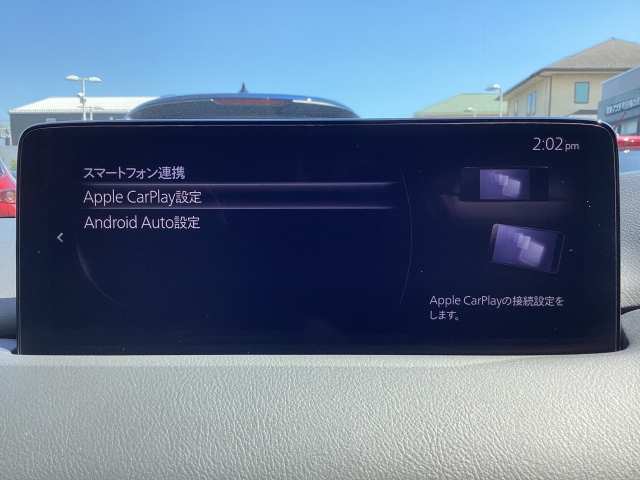 2:02pm
スマートフォン連携
Apple CarPlay設定
Android Auto設定
Apple CarPlayの接続設定を
します。